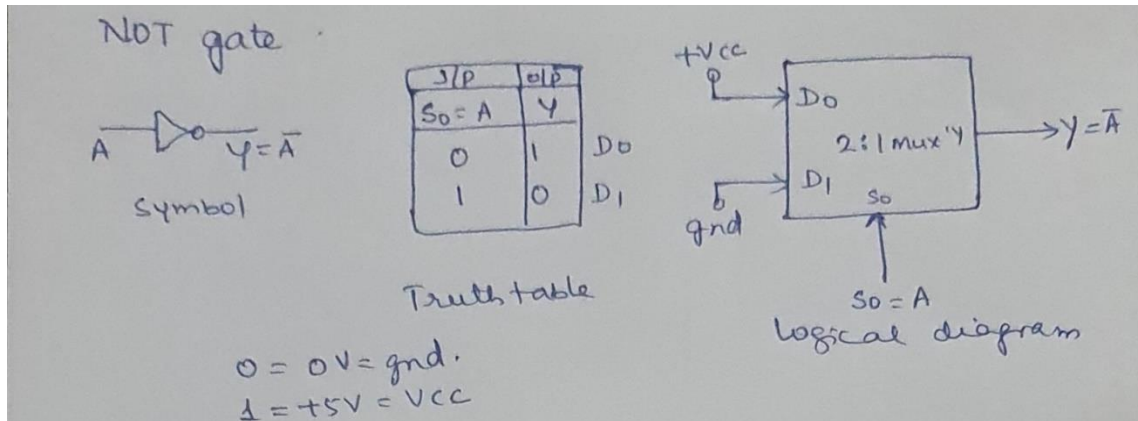 NOT gate
A
Y = Ā
Symbol
I/P O/P
S0 = A Y
0 1 D0
1 0 D1
Truth table
+VCC
D0
2:1 mux Y
Y = Ā
D1
S0
gnd
S0 = A
Logical diagram
0 = 0V = gnd.
1 = +5V = VCC